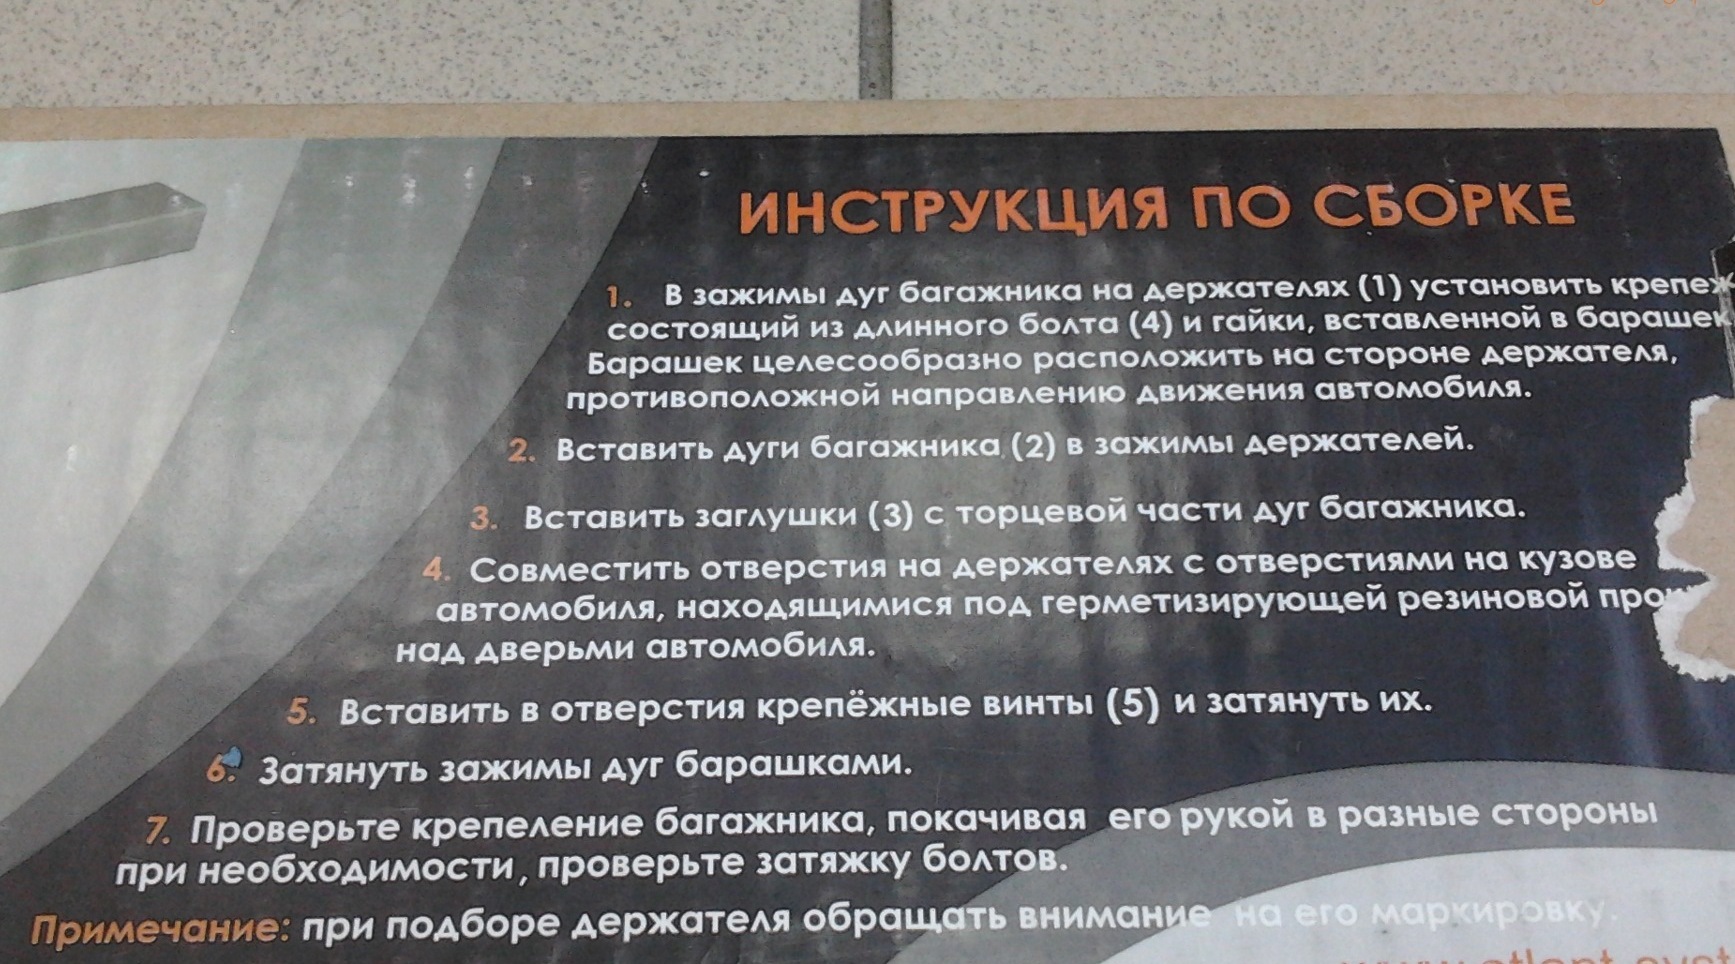 ИНСТРУКЦИЯ ПО СБОРКЕ
1. В зажимы дуг багажника на держателях (1) установить крепеж
состоящий из длинного болта (4) и гайки, вставленной в барашек
Барашек целесообразно расположить на стороне держателя,
противоположной направлению движения автомобиля.
2. Вставить дуги багажника (2) в зажимы держателей.
3. Вставить заглушки (3) с торцевой части дуг багажника.
4. Совместить отверстия на держателях с отверстиями на кузове
автомобиля, находящимися под герметизирующей резиновой
над дверьми автомобиля.
5. Вставить в отверстия крепёжные винты (5) и затянуть их.
6. Затянуть зажимы дуг барашками.
7. Проверьте крепеление багажника, покачивая его рукой в разные стороны
при необходимости, проверьте затяжку болтов.
Примечание: при подборе держателя обращать внимание на его маркировку.